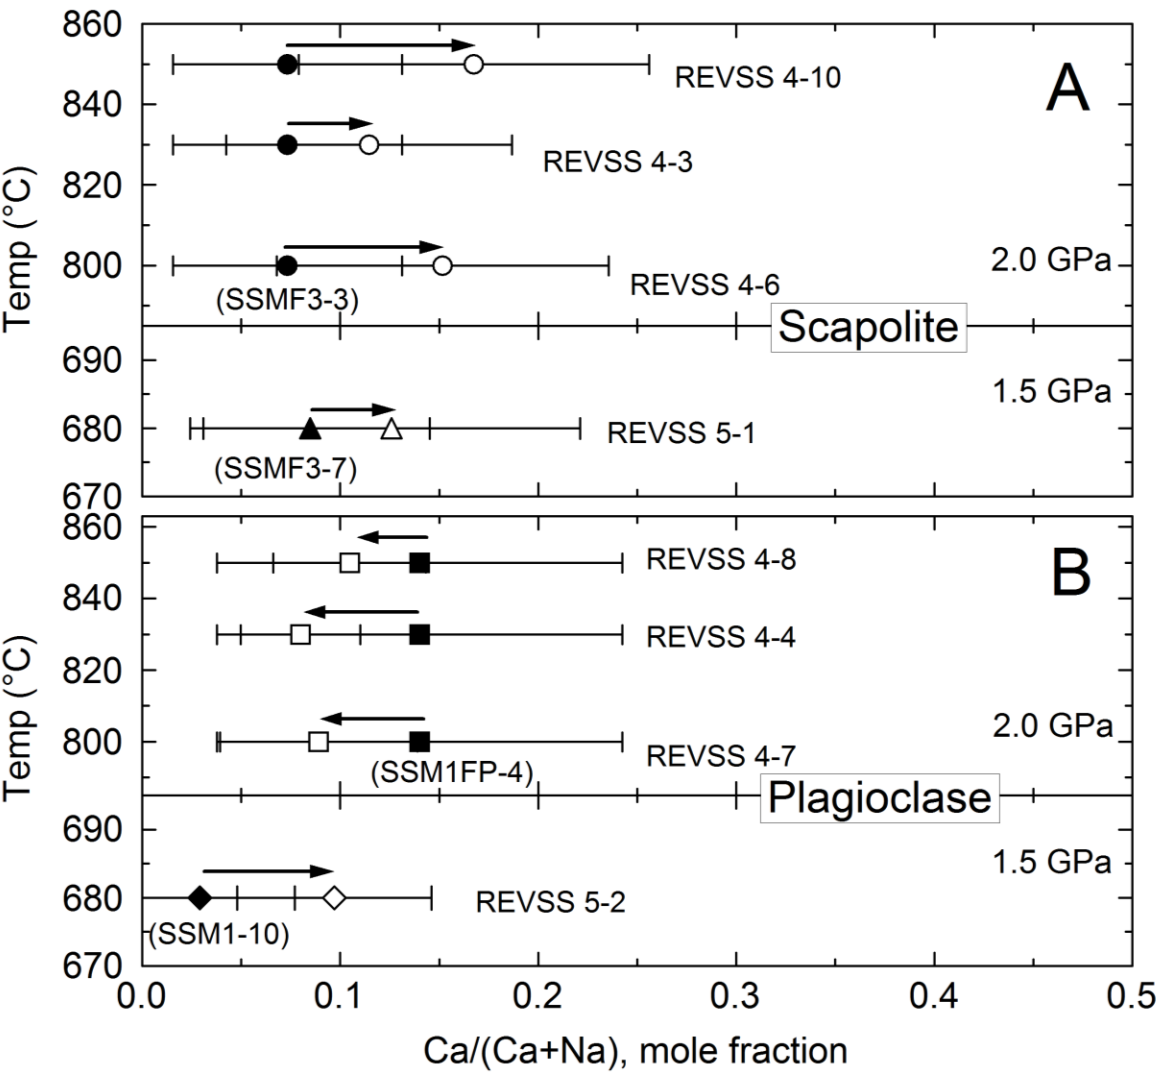 860
840
820
800
Temp (°C)
A
REVSS 4-10
REVSS 4-3
2.0 GPa
REVSS 4-6
(SSMF3-3)
Scapolite
690
680
670
1.5 GPa
REVSS 5-1
(SSMF3-7)
860
840
820
800
Temp (°C)
B
REVSS 4-8
REVSS 4-4
2.0 GPa
REVSS 4-7
(SSM1FP-4)
Plagioclase
690
680
670
1.5 GPa
REVSS 5-2
(SSM1-10)
0.0 0.1 0.2 0.3 0.4 0.5
Ca/(Ca+Na), mole fraction